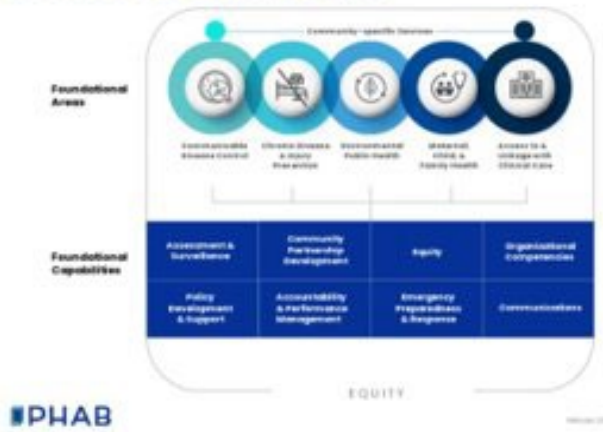 Community-specific Services
Foundational
Areas
Communicable
Disease Control
Chronic Disease
& Injury
Prevention
Environmental
Public Health
Maternal,
Child, &
Family Health
Access to &
Linkage with
Clinical Care
Foundational
Capabilities
Assessment &
Surveillance
Community
Partnership
Development
Equity
Organizational
Competencies
Policy
Development
& Support
Accountability
& Performance
Management
Emergency
Preparedness
& Response
Communications
EQUITY
PHAB